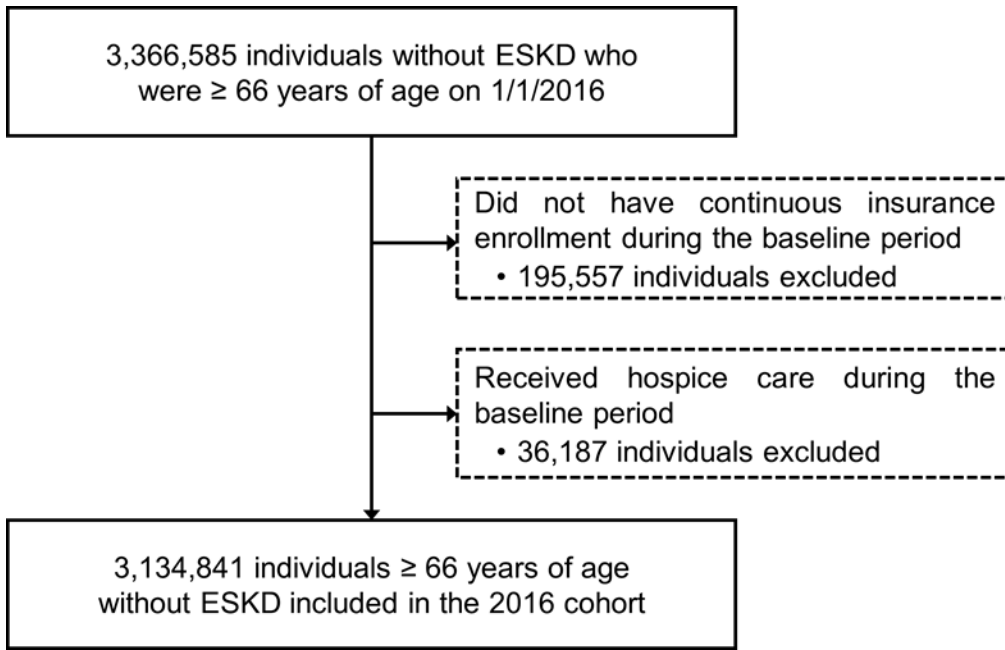 3,366,585 individuals without ESKD who
were ≥ 66 years of age on 1/1/2016
Did not have continuous insurance
enrollment during the baseline period
• 195,557 individuals excluded
Received hospice care during the
baseline period
• 36,187 individuals excluded
3,134,841 individuals ≥ 66 years of age
without ESKD included in the 2016 cohort